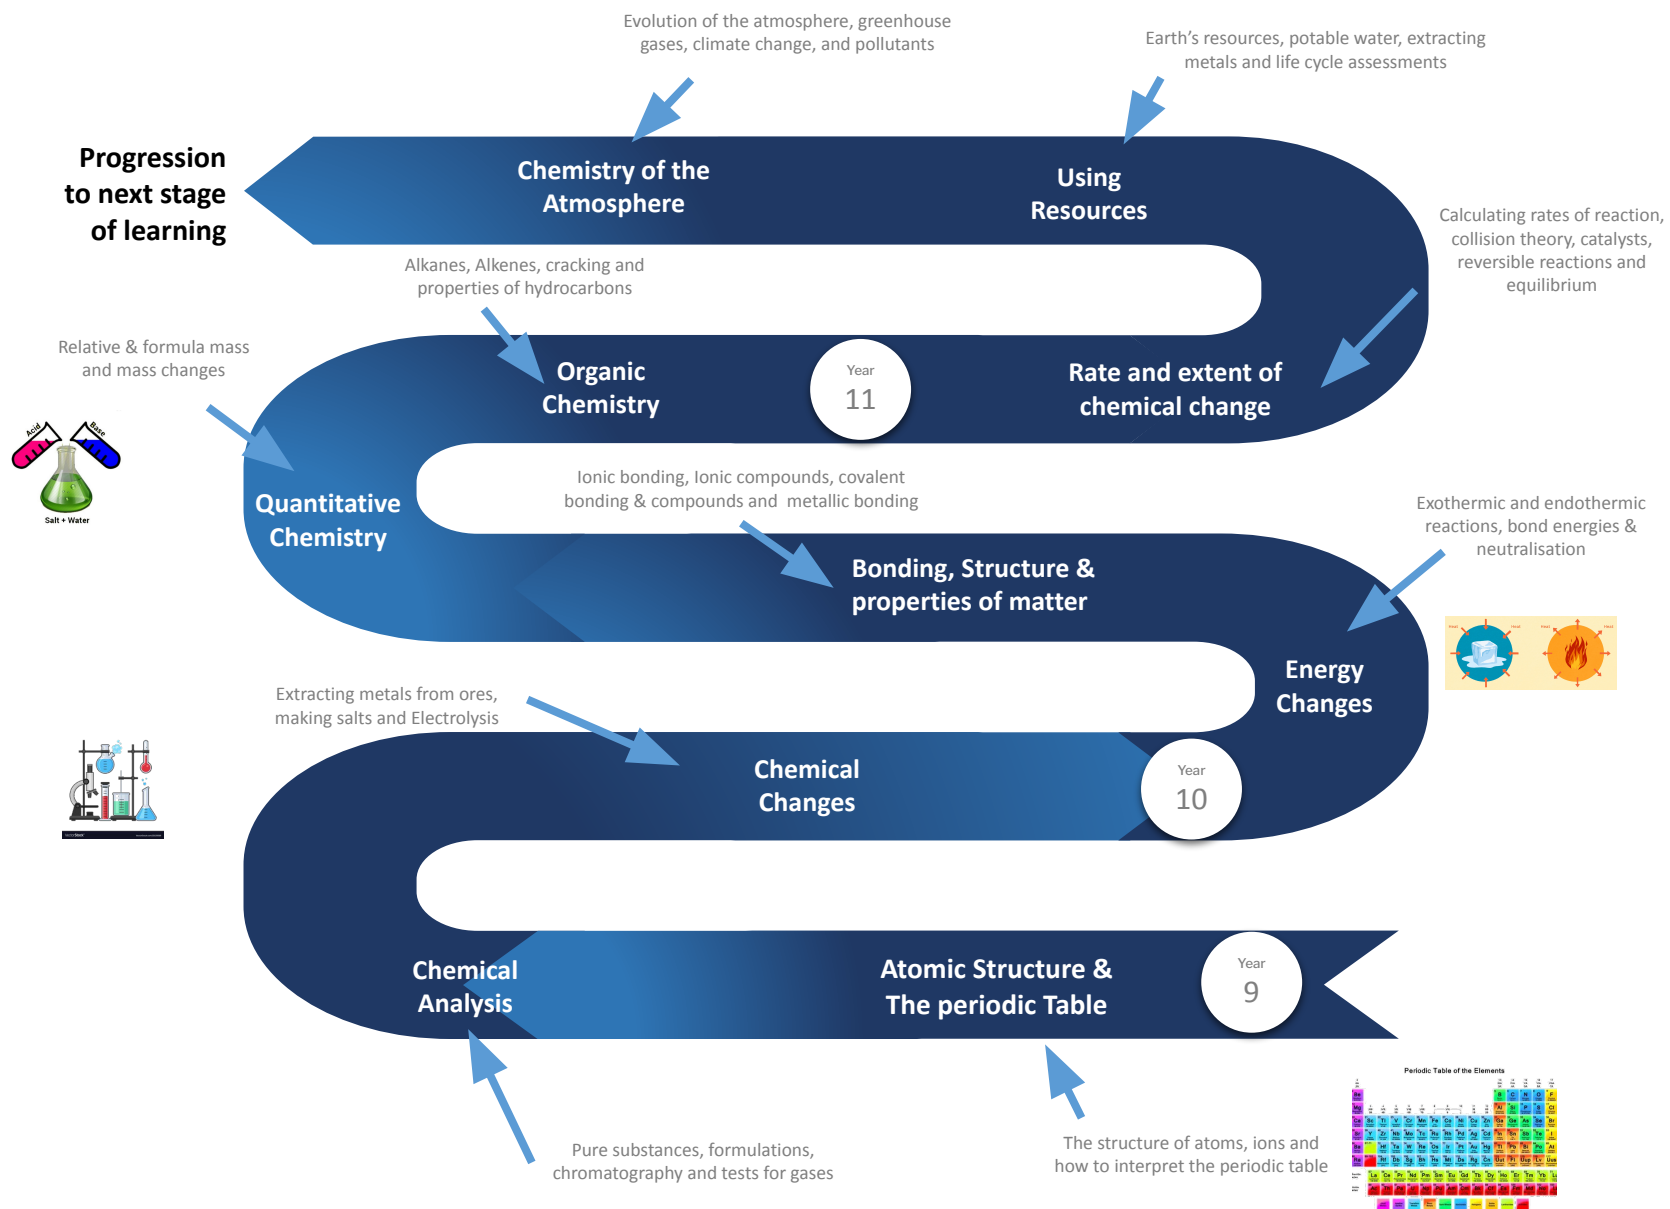 Evolution of the atmosphere, greenhouse
gases, climate change, and pollutants
Earth’s resources, potable water, extracting
metals and life cycle assessments
Progression
to next stage
of learning
Chemistry of the
Atmosphere
Using
Resources
Calculating rates of reaction,
collision theory, catalysts,
reversible reactions and
equilibrium
Alkanes, Alkenes, cracking and
properties of hydrocarbons
Relative & formula mass
and mass changes
Organic
Chemistry
Year
11
Rate and extent of
chemical change
Acid
Base
Salt + Water
Quantitative
Chemistry
Ionic bonding, Ionic compounds, covalent
bonding & compounds and  metallic bonding
Exothermic and endothermic
reactions, bond energies &
neutralisation
Bonding, Structure &
properties of matter
Energy
Changes
Extracting metals from ores,
making salts and Electrolysis
Chemical
Changes
Year
10
Chemical
Analysis
Atomic Structure &
The periodic Table
Year
9
Pure substances, formulations,
chromatography and tests for gases
The structure of atoms, ions and
how to interpret the periodic table
Periodic Table of the Elements